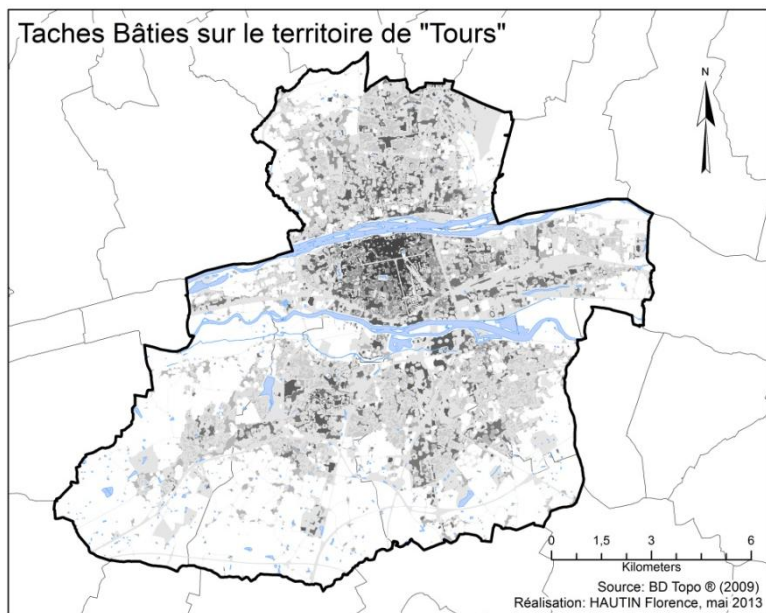 Taches Bâties sur le territoire de "Tours"
N
0 1,5 3 6
Kilometers
Source: BD Topo ® (2009)
Réalisation: HAUTIN Florence, mai 2013